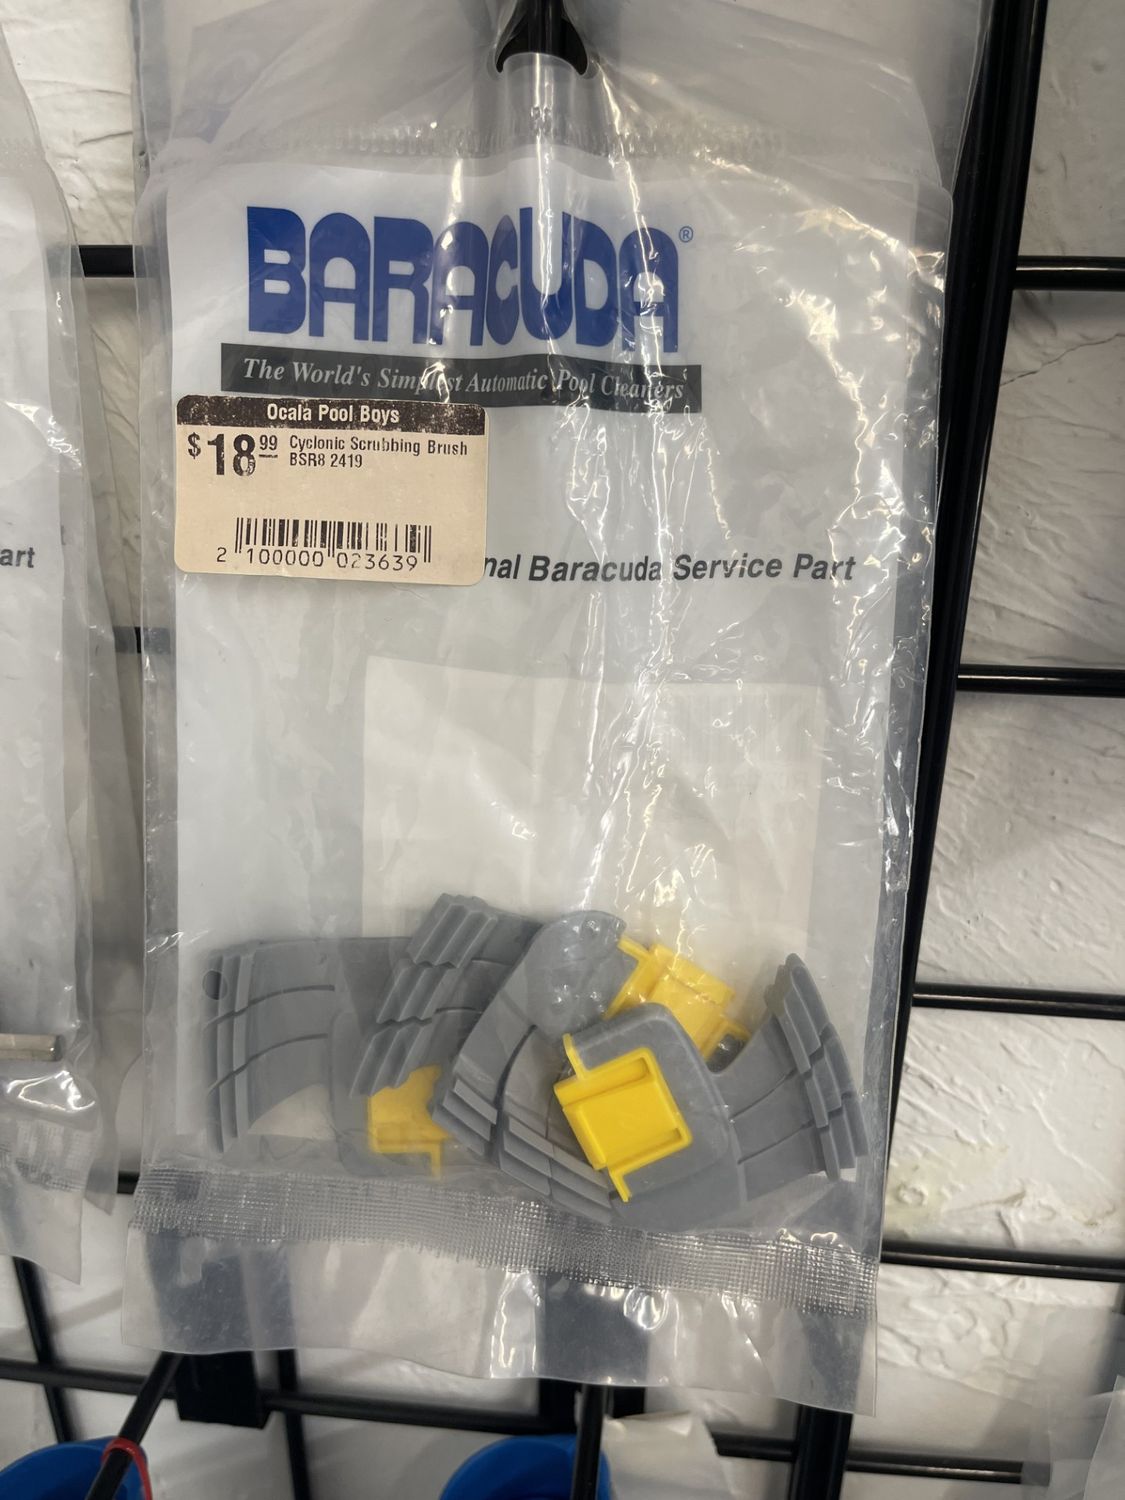 BARACUDA®
The World's Simplest Automatic Pool Cleaners
Ocala Pool Boys
$18.99 Cyclonic Scrubbing Brush
BSR8 2419
2 100000 023639
nal Baracuda Service Part
art